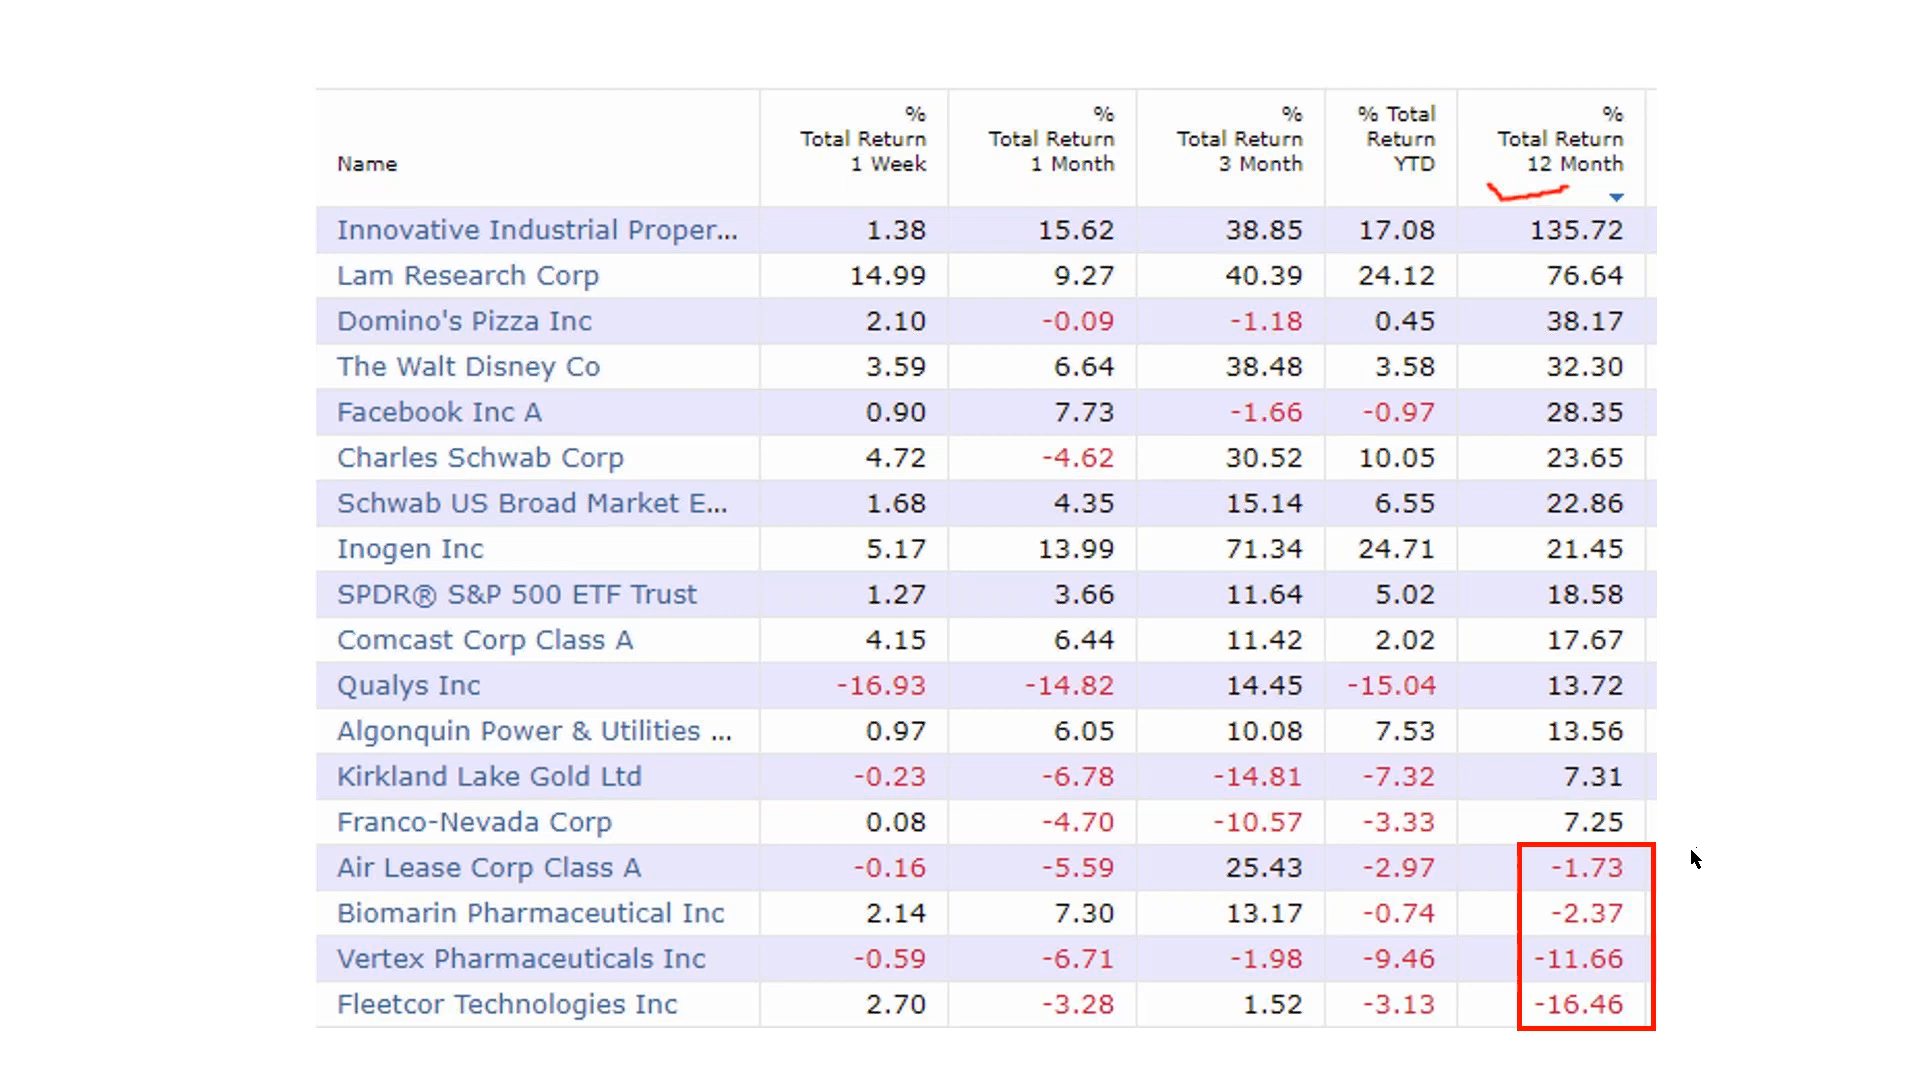 Name % Total Return 1 Week % Total Return 1 Month % Total Return 3 Month % Total Return YTD % Total Return 12 Month
Innovative Industrial Proper... 1.38 15.62 38.85 17.08 135.72
Lam Research Corp 14.99 9.27 40.39 24.12 76.64
Domino's Pizza Inc 2.10 -0.09 -1.18 0.45 38.17
The Walt Disney Co 3.59 6.64 38.48 3.58 32.30
Facebook Inc A 0.90 7.73 -1.66 -0.97 28.35
Charles Schwab Corp 4.72 -4.62 30.52 10.05 23.65
Schwab US Broad Market E... 1.68 4.35 15.14 6.55 22.86
Inogen Inc 5.17 13.99 71.34 24.71 21.45
SPDR® S&P 500 ETF Trust 1.27 3.66 11.64 5.02 18.58
Comcast Corp Class A 4.15 6.44 11.42 2.02 17.67
Qualys Inc -16.93 -14.82 14.45 -15.04 13.72
Algonquin Power & Utilities ... 0.97 6.05 10.08 7.53 13.56
Kirkland Lake Gold Ltd -0.23 -6.78 -14.81 -7.32 7.31
Franco-Nevada Corp 0.08 -4.70 -10.57 -3.33 7.25
Air Lease Corp Class A -0.16 -5.59 25.43 -2.97 -1.73
Biomarin Pharmaceutical Inc 2.14 7.30 13.17 -0.74 -2.37
Vertex Pharmaceuticals Inc -0.59 -6.71 -1.98 -9.46 -11.66
Fleetcor Technologies Inc 2.70 -3.28 1.52 -3.13 -16.46